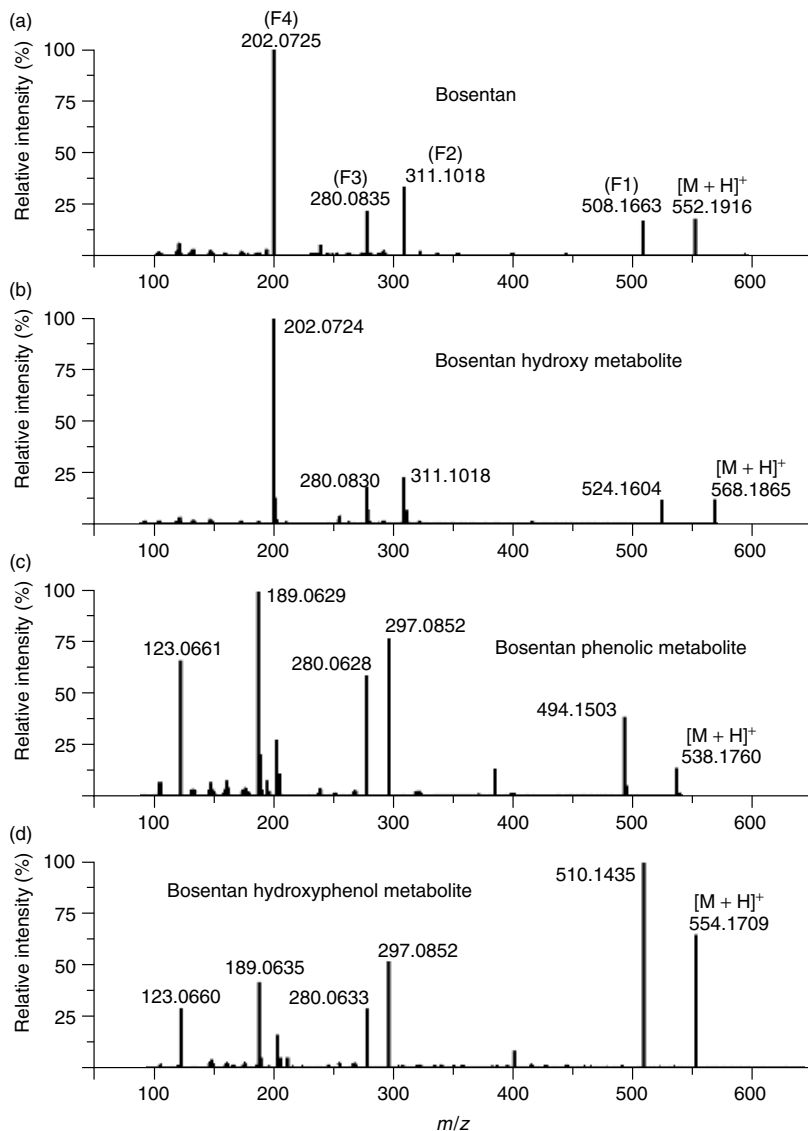 (a)
(F4)
202.0725
Bosentan
(F2)
311.1018
(F3)
280.0835
(F1)
508.1663
[M + H]⁺
552.1916
Relative intensity (%)
100
75
50
25
100 200 300 400 500 600
(b)
202.0724
Bosentan hydroxy metabolite
280.0830
311.1018
524.1604
[M + H]⁺
568.1865
Relative intensity (%)
100
75
50
25
100 200 300 400 500 600
(c)
189.0629
297.0852
123.0661
280.0628
Bosentan phenolic metabolite
494.1503
[M + H]⁺
538.1760
Relative intensity (%)
100
75
50
25
100 200 300 400 500 600
(d)
Bosentan hydroxyphenol metabolite
510.1435
[M + H]⁺
554.1709
189.0635
297.0852
123.0660
280.0633
Relative intensity (%)
100
75
50
25
100 200 300 400 500 600
m/z